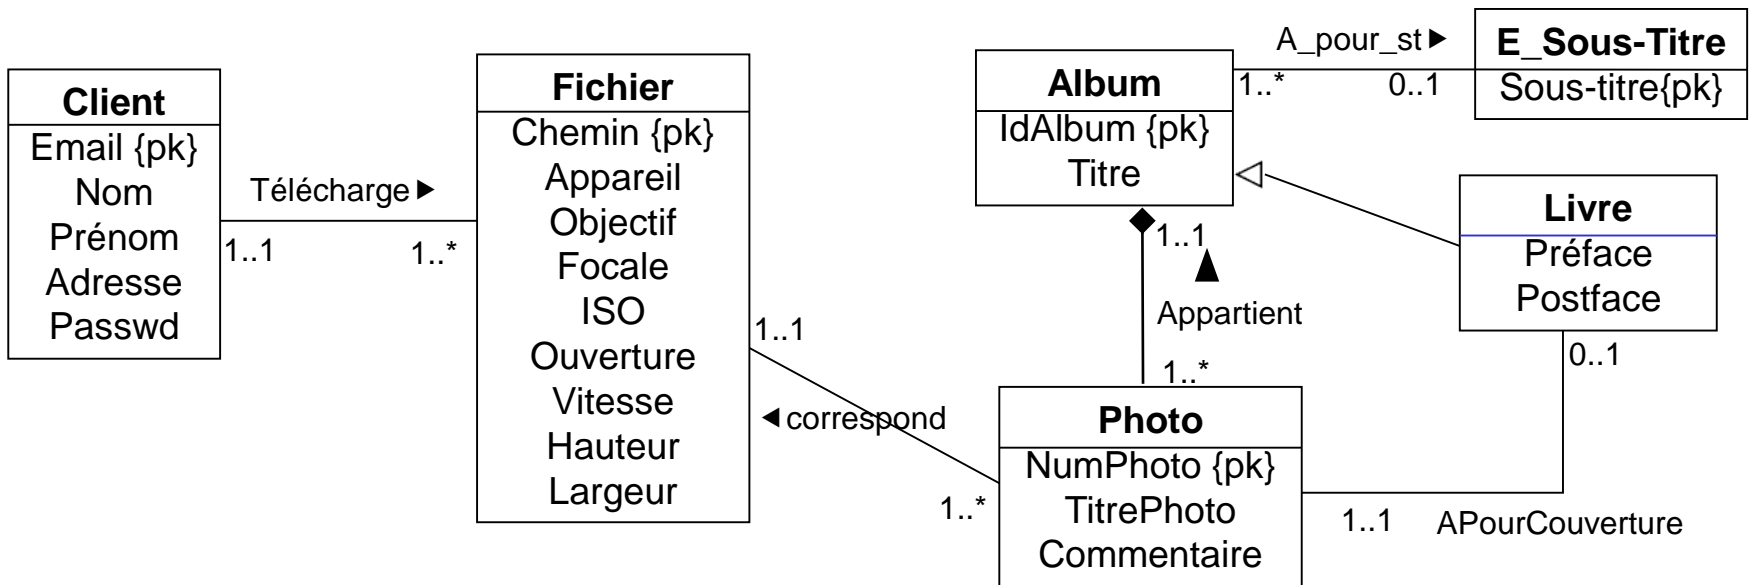 Client
Email {pk}
Nom
Prénom
Adresse
Passwd
Télécharge
1..1
1..*
Fichier
Chemin {pk}
Appareil
Objectif
Focale
ISO
Ouverture
Vitesse
Hauteur
Largeur
1..1
correspond
1..*
Album
IdAlbum {pk}
Titre
A_pour_st
1..*
0..1
E_Sous-Titre
Sous-titre{pk}
Livre
Préface
Postface
1..1
Appartient
1..*
Photo
NumPhoto {pk}
TitrePhoto
Commentaire
0..1
1..1
APourCouverture